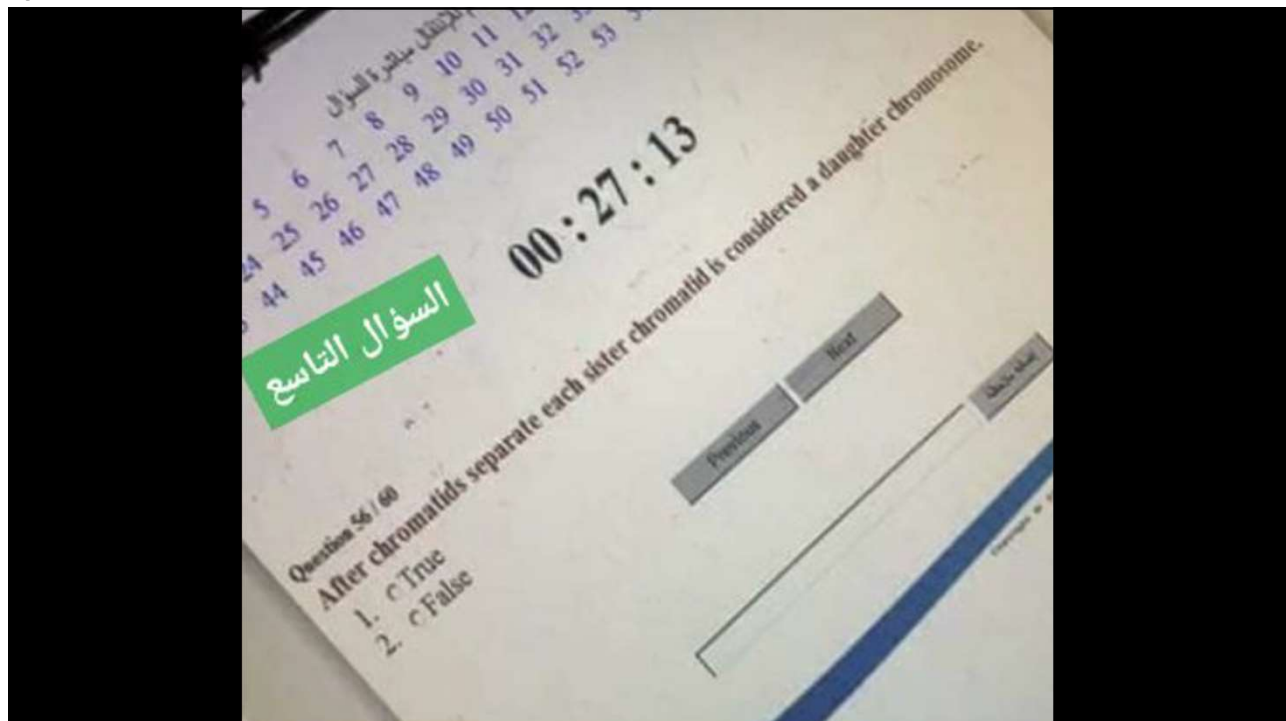 للإنتقال مباشرة للسؤال
5 6 7 8 9 10 11
24 25 26 27 28 29 30 31 32
44 45 46 47 48 49 50 51 52 53
00 : 27 : 13
السؤال التاسع
Question 56 / 60
After chromatids separate each sister chromatid is considered a daughter chromosome.
1. True
2. False
Previous Next